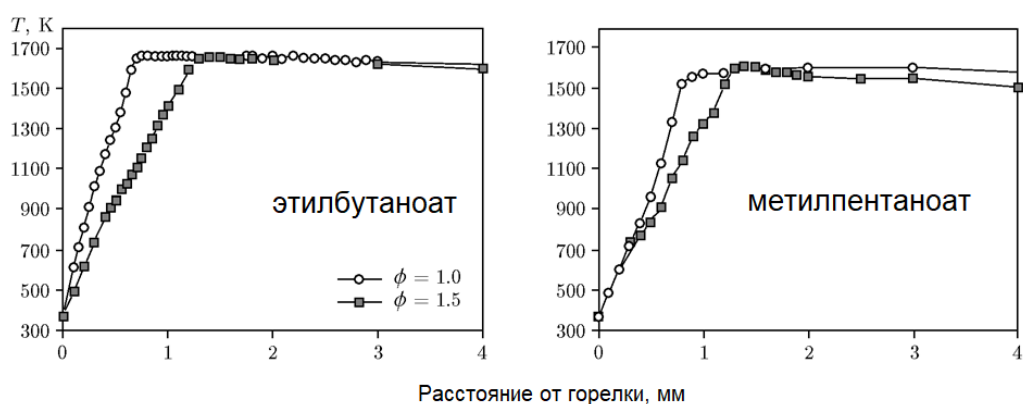 T, К
1700
1500
1300
1100
900
700
500
300
этилбутаноат
ϕ = 1.0
ϕ = 1.5
0 1 2 3 4
1700
1500
1300
1100
900
700
500
300
метилпентаноат
0 1 2 3 4
Расстояние от горелки, мм